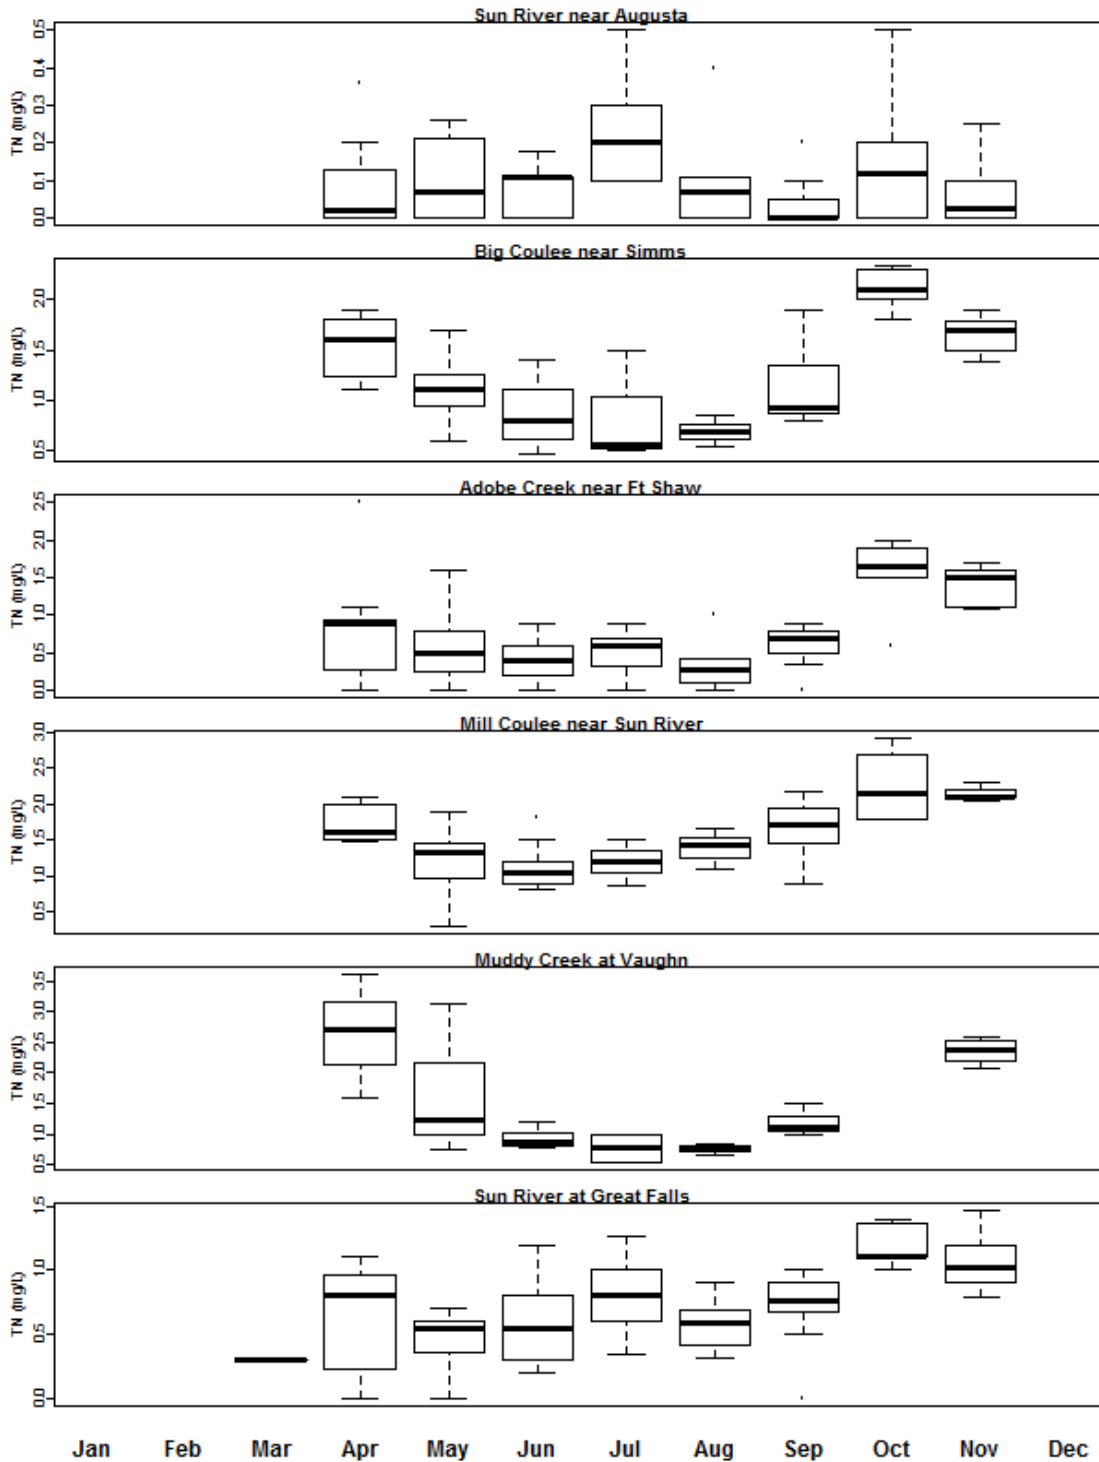 Sun River near Augusta
TN (mg/L)
0.5
0.4
0.3
0.2
0.1
0.0
Big Coulee near Simms
TN (mg/L)
2.0
1.5
1.0
0.5
Adobe Creek near Ft Shaw
TN (mg/L)
2.5
2.0
1.5
1.0
0.5
0.0
Mill Coulee near Sun River
TN (mg/L)
3.0
2.5
2.0
1.5
1.0
0.5
Muddy Creek at Vaughn
TN (mg/L)
3.5
3.0
2.5
2.0
1.5
1.0
0.5
Sun River at Great Falls
TN (mg/L)
1.5
1.0
0.5
0.0
Jan Feb Mar Apr May Jun Jul Aug Sep Oct Nov Dec